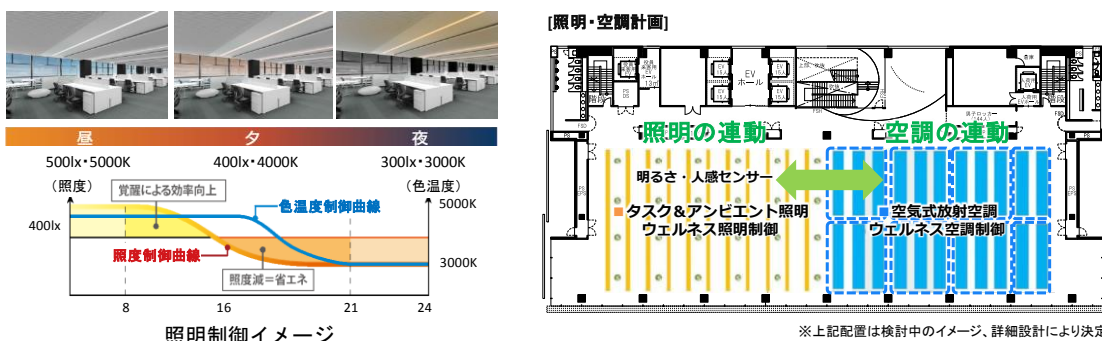 昼 夕 夜
500lx・5000K 400lx・4000K 300lx・3000K
(照度) (色温度)
覚醒による効率向上
5000K
色温度制御曲線
400lx
照度制御曲線
3000K
照度減=省エネ
8 16 21 24
照明制御イメージ
[照明・空調計画]
EV
ホール
階段
照明の連動 空調の連動
明るさ・人感センサー
タスク&アンビエント照明
ウェルネス照明制御
空気式放射空調
ウェルネス空調制御
※上記配置は検討中のイメージ、詳細設計により決定